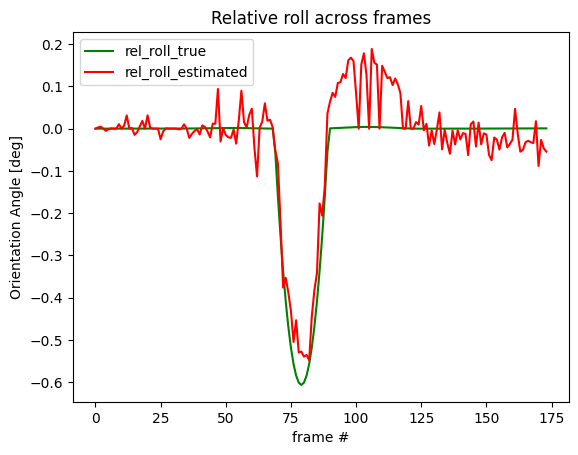 Relative roll across frames
rel_roll_true
rel_roll_estimated
Orientation Angle [deg]
0.2
0.1
0.0
−0.1
−0.2
−0.3
−0.4
−0.5
−0.6
0 25 50 75 100 125 150 175
frame #